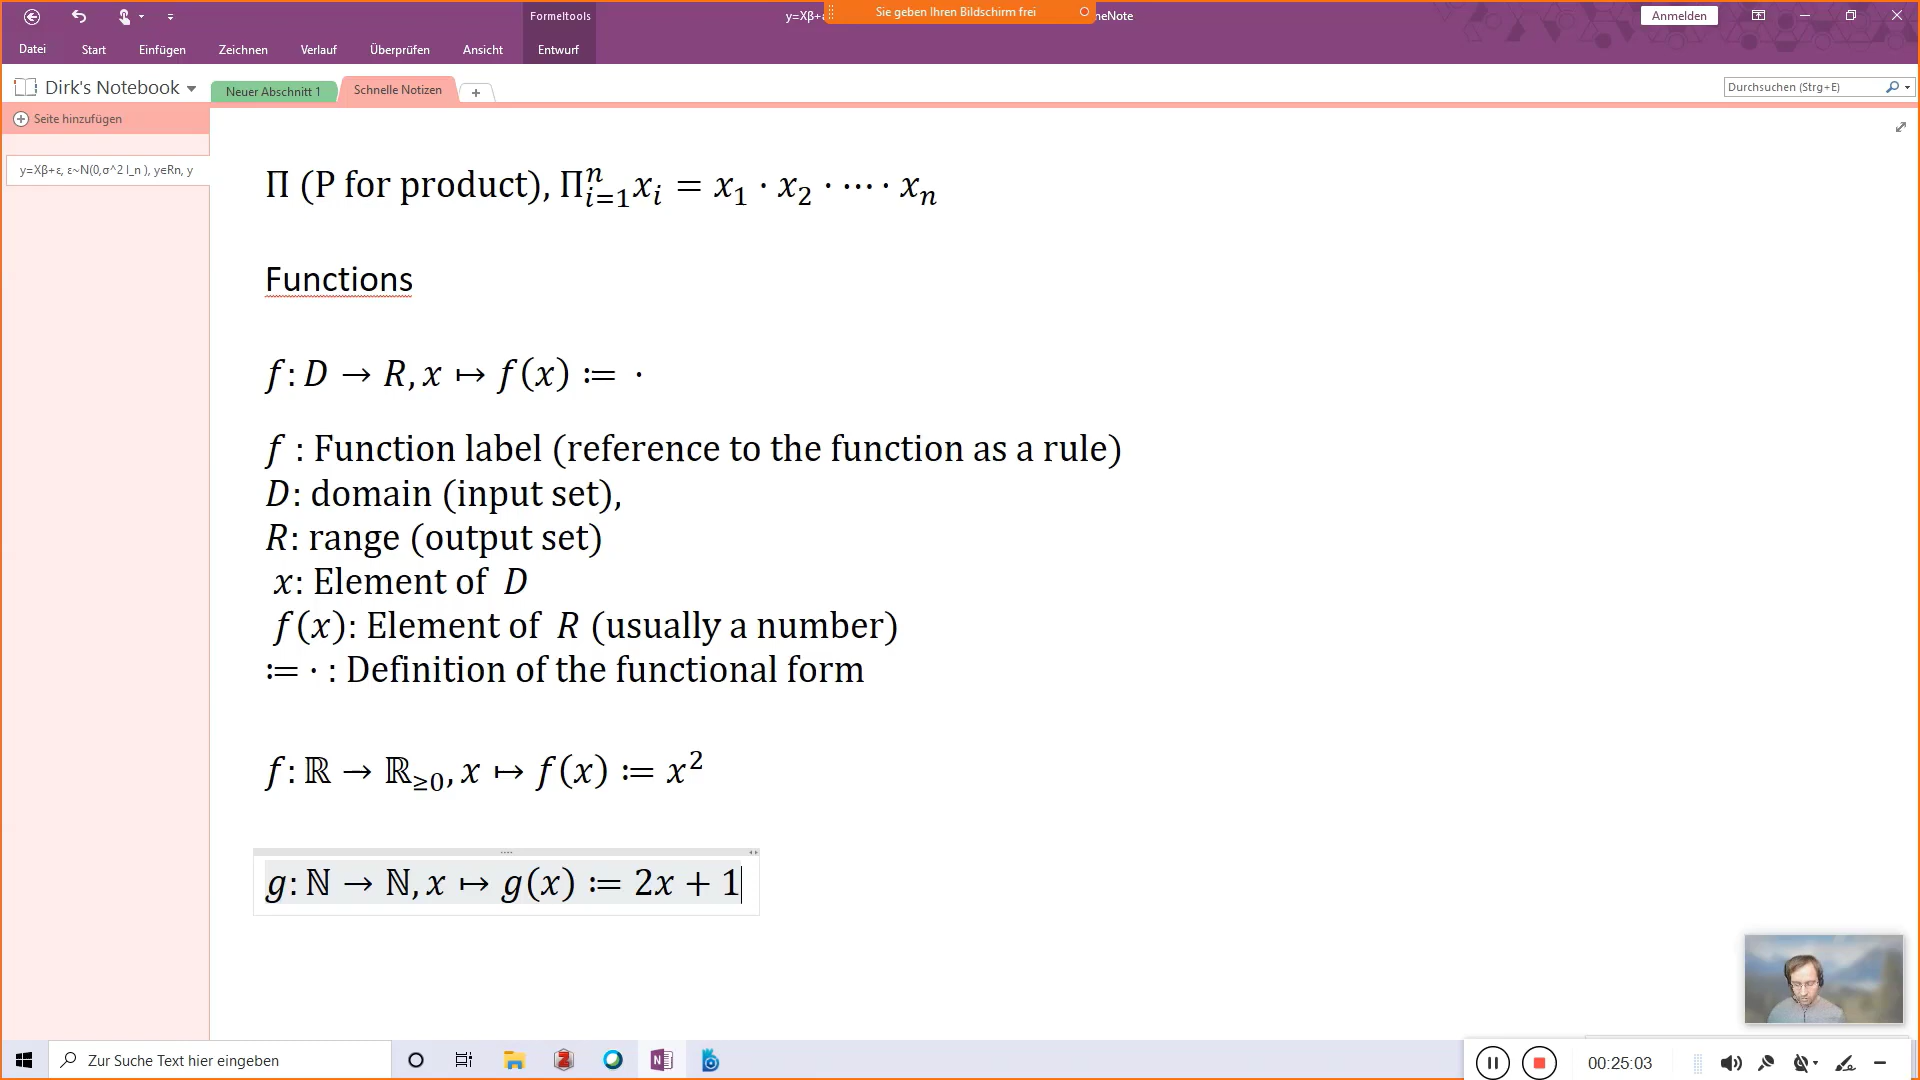 Formeltools
y=Xβ+ε
Sie geben Ihren Bildschirm frei
neNote
Anmelden
Datei Start Einfügen Zeichnen Verlauf Überprüfen Ansicht Entwurf
Dirk's Notebook Neuer Abschnitt 1 Schnelle Notizen +
Durchsuchen (Strg+E)
Seite hinzufügen
y=Xβ+ε, ε~N(0,σ^2 I_n ), y∈Rn, y
Π (P for product), Π_{i=1}^{n} x_i = x_1 · x_2 · ⋯ · x_n
Functions
f: D → R, x ↦ f(x) ≔ ·
f : Function label (reference to the function as a rule)
D: domain (input set),
R: range (output set)
x: Element of D
f(x): Element of R (usually a number)
≔ · : Definition of the functional form
f: ℝ → ℝ_{≥0}, x ↦ f(x) ≔ x^2
g: ℕ → ℕ, x ↦ g(x) ≔ 2x + 1
Zur Suche Text hier eingeben
00:25:03